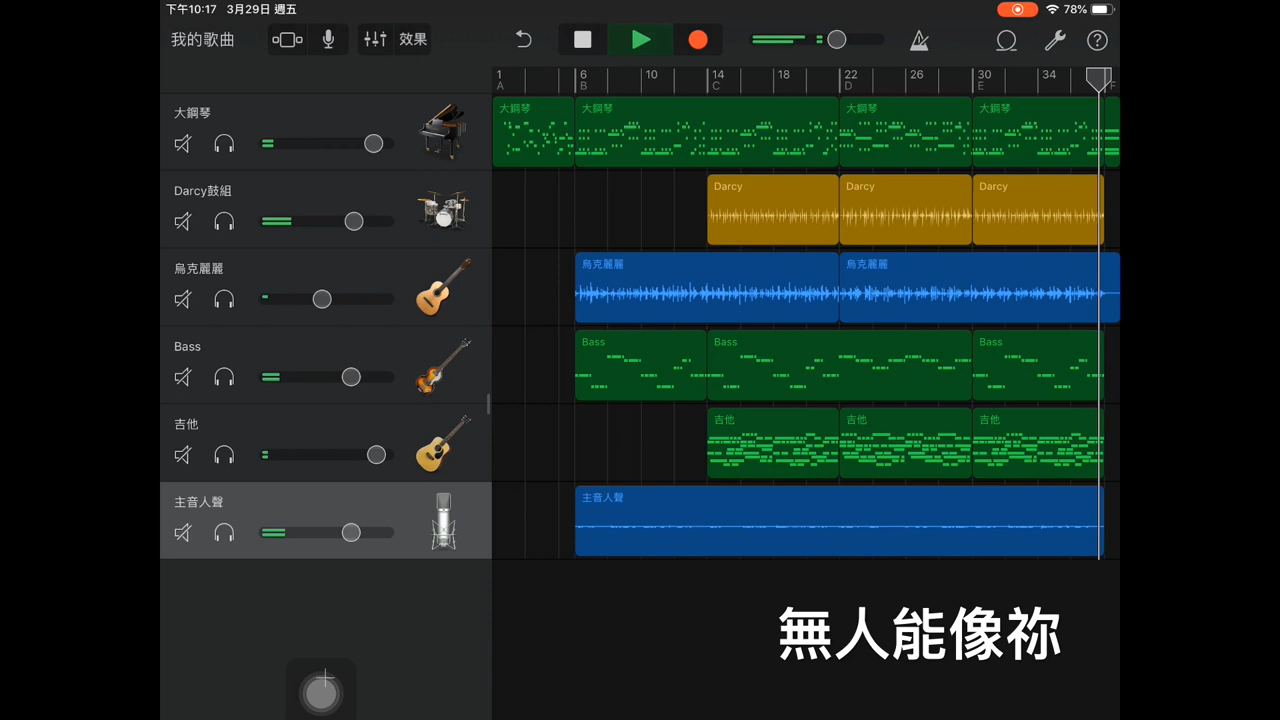 下午10:17 3月29日 週五 78%
我的歌曲 效果
1 6 10 14 18 22 26 30 34
A B C D E F
大鋼琴 大鋼琴 大鋼琴 大鋼琴 大鋼琴
Darcy鼓組 Darcy Darcy Darcy
烏克麗麗 烏克麗麗 烏克麗麗
Bass Bass Bass Bass
吉他 吉他 吉他 吉他
主音人聲 主音人聲
無人能像祢